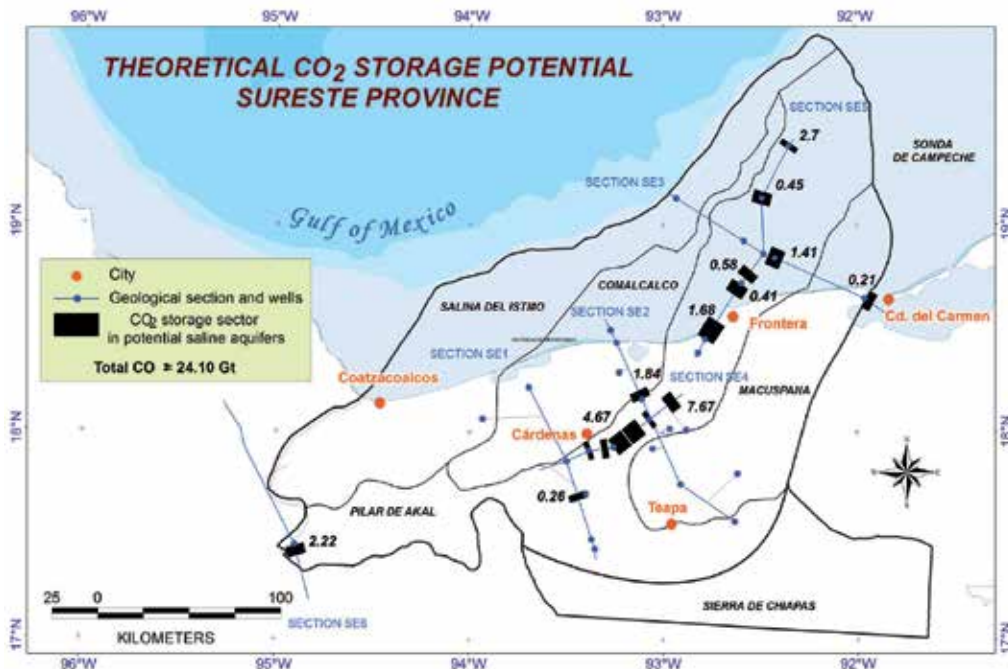 96°W 95°W 94°W 93°W 92°W
THEORETICAL CO2 STORAGE POTENTIAL
SURESTE PROVINCE
SECTION SE5
2.7
SONDA
DE CAMPECHE
SECTION SE3
0.45
19°N
19°N
Gulf of Mexico
1.41
0.58
City
Geological section and wells
CO2 storage sector
in potential saline aquifers
Total CO ≅ 24.10 Gt
COMALCALCO
0.41
0.21
SALINA DEL ISTMO
SECTION SE2
1.68
Frontera
Cd. del Carmen
SECTION SE1
SECTION SE4
Coatzacoalcos
1.84
MACUSPANA
7.67
4.67
18°N
18°N
Cárdenas
0.26
PILAR DE AKAL
Teapa
2.22
SIERRA DE CHIAPAS
25 0 100
KILOMETERS
SECTION SE6
17°N
17°N
96°W 95°W 94°W 93°W 92°W